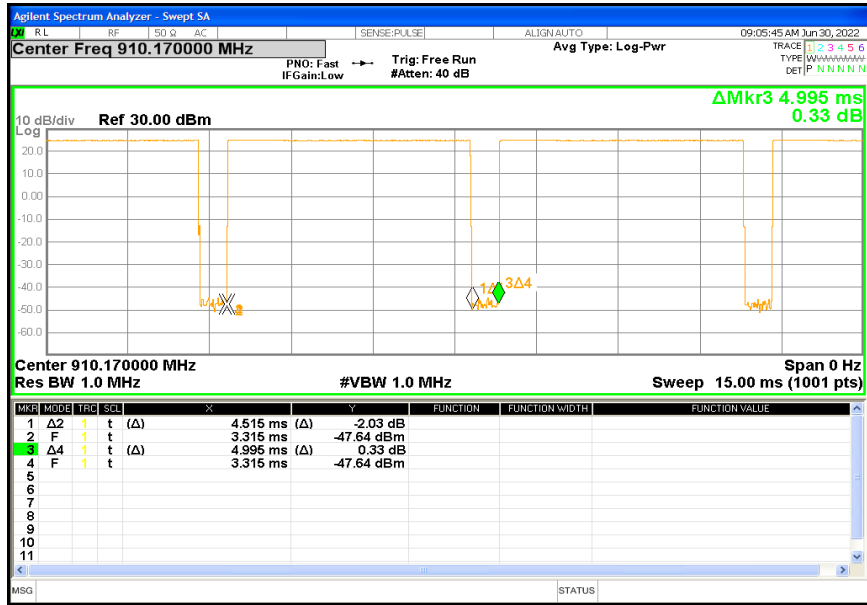 Agilent Spectrum Analyzer - Swept SA
LXI RL RF 50 Ω AC SENSE:PULSE ALIGN AUTO 09:05:45 AM Jun 30, 2022
Center Freq 910.170000 MHz Avg Type: Log-Pwr TRACE 1 2 3 4 5 6
PNO: Fast Trig: Free Run TYPE W
IFGain:Low #Atten: 40 dB DET P N N N N N
ΔMkr3 4.995 ms
0.33 dB
10 dB/div Ref 30.00 dBm
Log
20.0
10.0
0.00
-10.0
-20.0
-30.0
-40.0
3Δ4
-50.0
-60.0
Center 910.170000 MHz Span 0 Hz
Res BW 1.0 MHz #VBW 1.0 MHz Sweep 15.00 ms (1001 pts)
MKR MODE TRC SCL X Y FUNCTION FUNCTION WIDTH FUNCTION VALUE
1 Δ2 1 t (Δ) 4.515 ms (Δ) -2.03 dB
2 F 1 t 3.315 ms -47.64 dBm
3 Δ4 1 t (Δ) 4.995 ms (Δ) 0.33 dB
4 F 1 t 3.315 ms -47.64 dBm
5
6
7
8
9
10
11
MSG STATUS